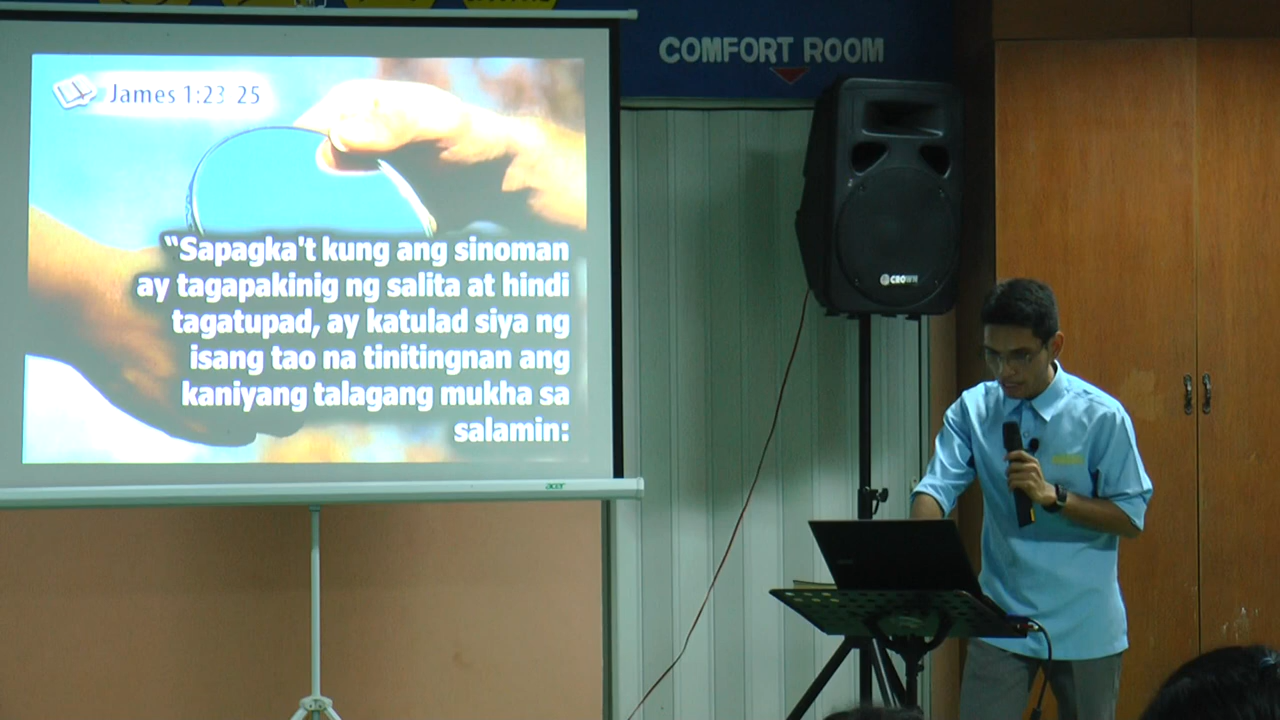 COMFORT ROOM
James 1:23 25
"Sapagka't kung ang sinoman
ay tagapakinig ng salita at hindi
tagatupad, ay katulad siya ng
isang tao na tinitingnan ang
kaniyang talagang mukha sa
salamin:
acer
CROWN